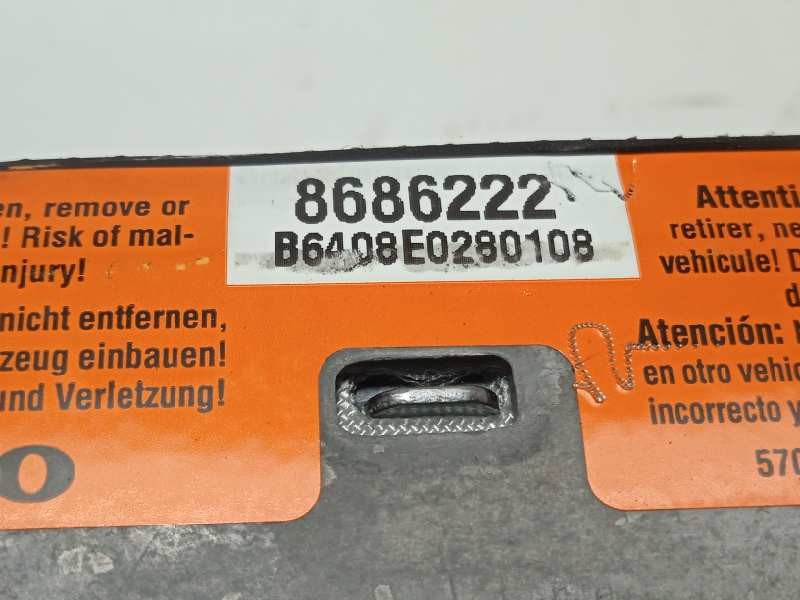 en, remove or
! Risk of mal-
njury!
nicht entfernen,
zeug einbauen!
nd Verletzung!
O
8686222
B6408E0280108
Attenti
retirer, ne
vehicule! D
d
Atención:
en otro vehic
incorrecto y
570